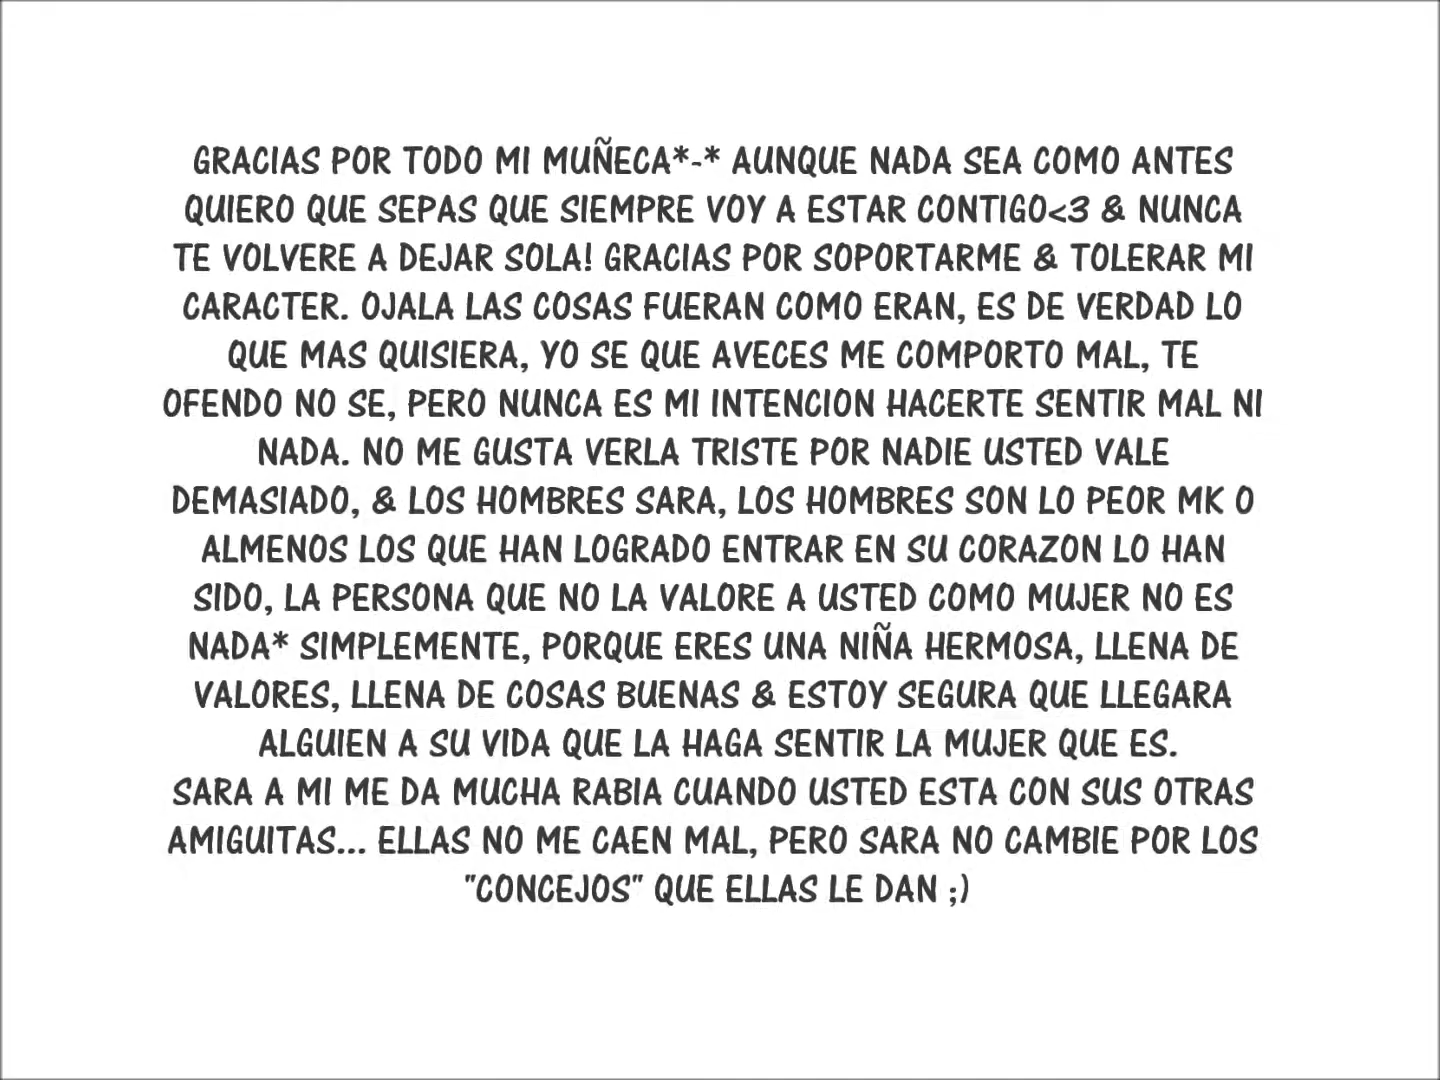 GRACIAS POR TODO MI MUÑECA*-* AUNQUE NADA SEA COMO ANTES
QUIERO QUE SEPAS QUE SIEMPRE VOY A ESTAR CONTIGO<3 & NUNCA
TE VOLVERE A DEJAR SOLA! GRACIAS POR SOPORTARME & TOLERAR MI
CARACTER. OJALA LAS COSAS FUERAN COMO ERAN, ES DE VERDAD LO
QUE MAS QUISIERA, YO SE QUE AVECES ME COMPORTO MAL, TE
OFENDO NO SE, PERO NUNCA ES MI INTENCION HACERTE SENTIR MAL NI
NADA. NO ME GUSTA VERLA TRISTE POR NADIE USTED VALE
DEMASIADO, & LOS HOMBRES SARA, LOS HOMBRES SON LO PEOR MK O
ALMENOS LOS QUE HAN LOGRADO ENTRAR EN SU CORAZON LO HAN
SIDO, LA PERSONA QUE NO LA VALORE A USTED COMO MUJER NO ES
NADA* SIMPLEMENTE, PORQUE ERES UNA NIÑA HERMOSA, LLENA DE
VALORES, LLENA DE COSAS BUENAS & ESTOY SEGURA QUE LLEGARA
ALGUIEN A SU VIDA QUE LA HAGA SENTIR LA MUJER QUE ES.
SARA A MI ME DA MUCHA RABIA CUANDO USTED ESTA CON SUS OTRAS
AMIGUITAS... ELLAS NO ME CAEN MAL, PERO SARA NO CAMBIE POR LOS
"CONCEJOS" QUE ELLAS LE DAN ;)